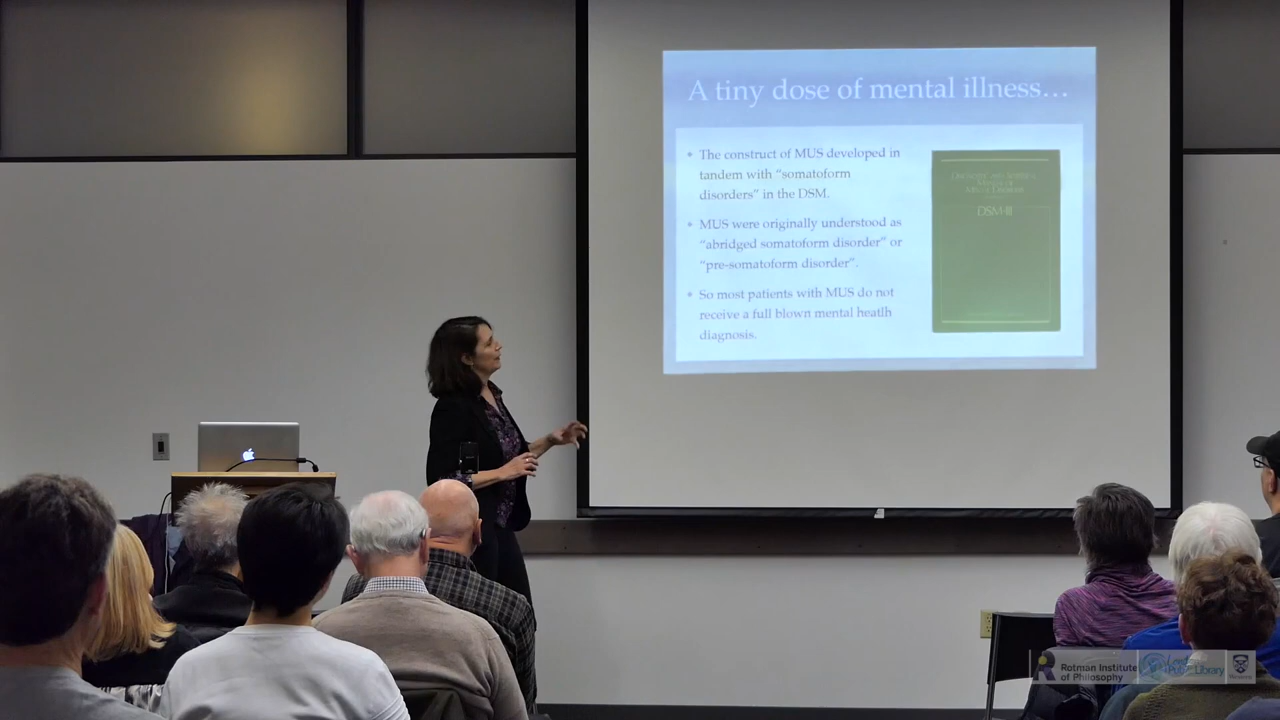 A tiny dose of mental illness…
The construct of MUS developed in
tandem with “somatoform
disorders” in the DSM.
MUS were originally understood as
“abridged somatoform disorder” or
“pre-somatoform disorder”.
So most patients with MUS do not
receive a full blown mental heatlh
diagnosis.
DSM-III
Rotman Institute
of Philosophy
Public Library